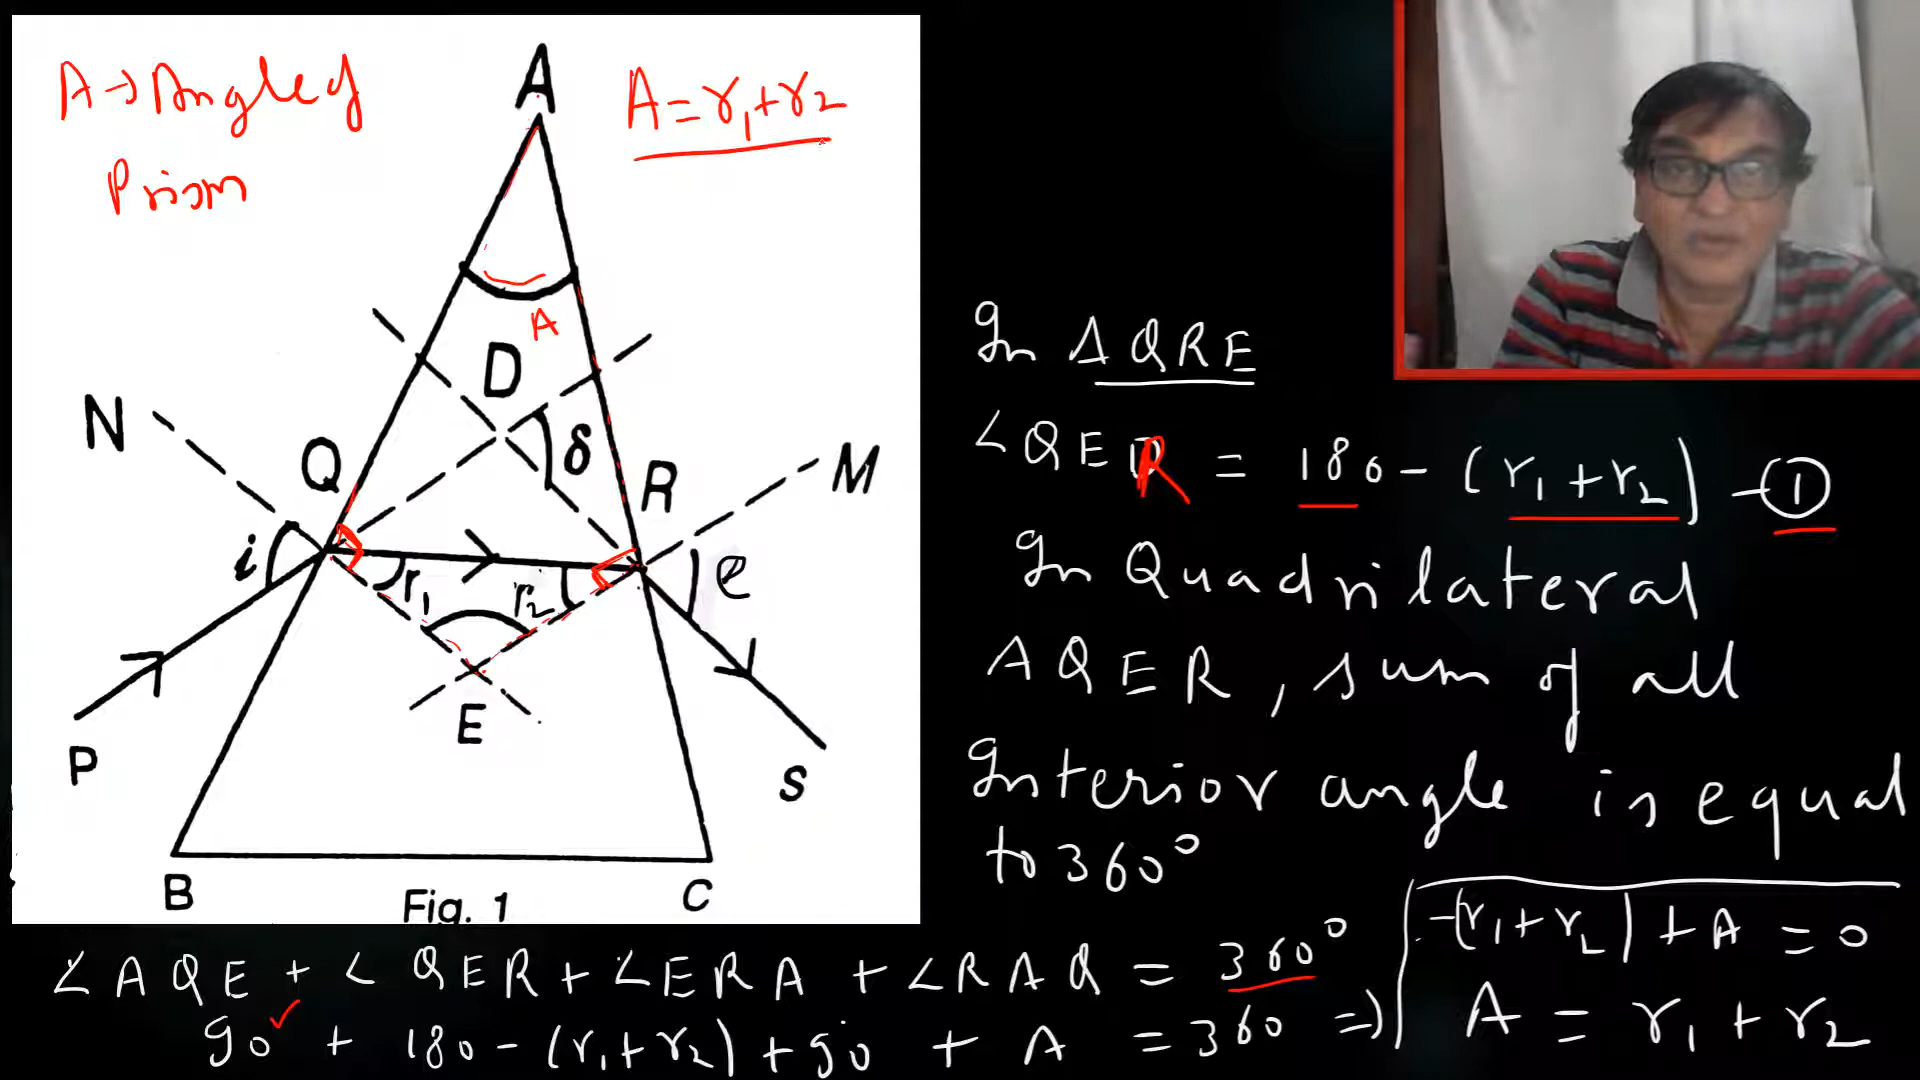 A → Angle of
Prism
A
A = r₁ + r₂
A
D
N
Q
δ
R
M
i
r₁
r₂
e
P
E
S
B
C
Fig. 1
In Δ QRE
∠QER = 180 - (r₁ + r₂) - ①
In Quadrilateral
AQER, sum of all
Interior angle is equal
to 360°
∠AQE + ∠QER + ∠ERA + ∠RAQ = 360°
90 ✓ + 180 - (r₁ + r₂) + 90 + A = 360 ⇒
-(r₁ + r₂) + A = 0
A = r₁ + r₂